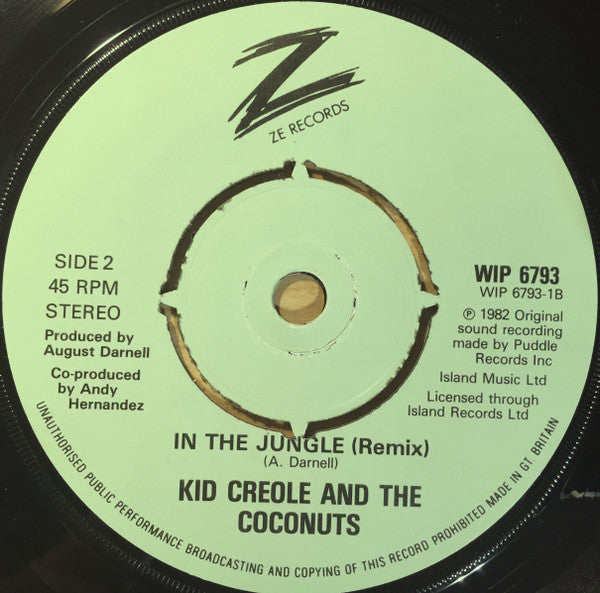 Z
ZE RECORDS
SIDE 2
45 RPM
STEREO
Produced by
August Darnell
Co-produced
by Andy
Hernandez
WIP 6793
WIP 6793-1B
℗ 1982 Original
sound recording
made by Puddle
Records Inc
Island Music Ltd
Licensed through
Island Records Ltd
IN THE JUNGLE (Remix)
(A. Darnell)
KID CREOLE AND THE
COCONUTS
UNAUTHORISED PUBLIC PERFORMANCE BROADCASTING AND COPYING OF THIS RECORD PROHIBITED MADE IN GT. BRITAIN